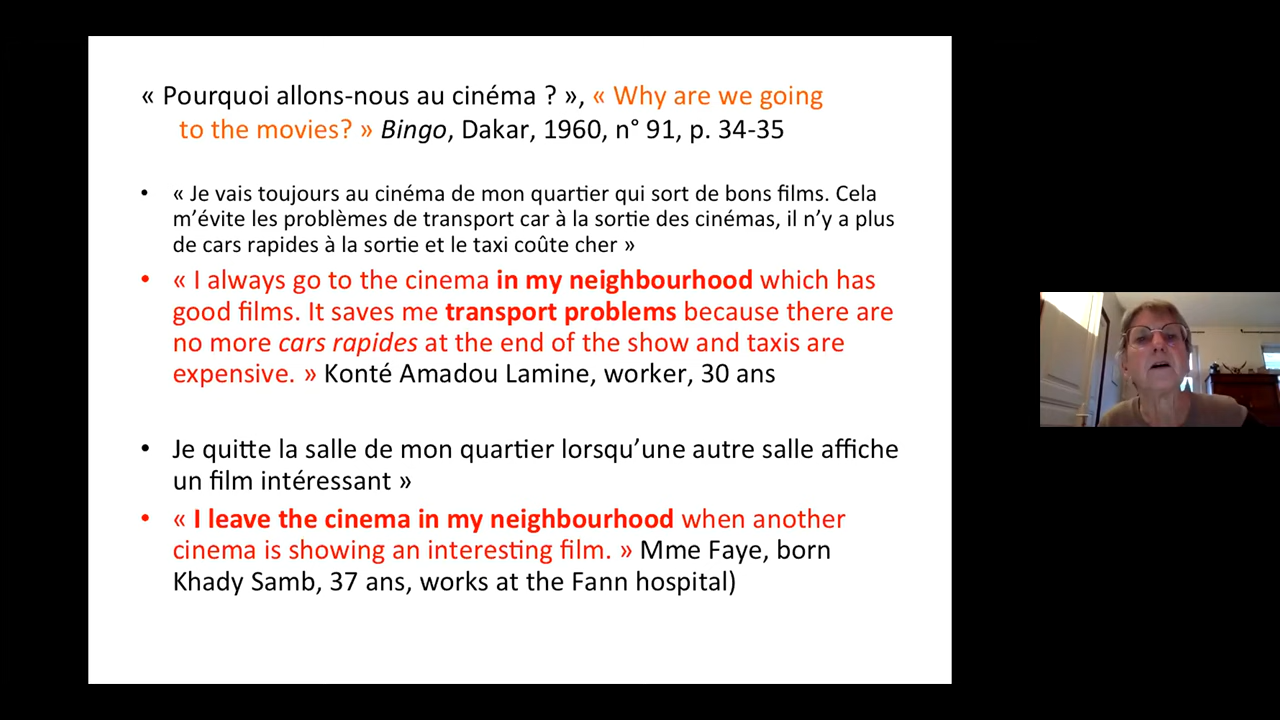 « Pourquoi allons-nous au cinéma ? », « Why are we going
to the movies? » Bingo, Dakar, 1960, n° 91, p. 34-35
• « Je vais toujours au cinéma de mon quartier qui sort de bons films. Cela
m’évite les problèmes de transport car à la sortie des cinémas, il n’y a plus
de cars rapides à la sortie et le taxi coûte cher »
• « I always go to the cinema in my neighbourhood which has
good films. It saves me transport problems because there are
no more cars rapides at the end of the show and taxis are
expensive. » Konté Amadou Lamine, worker, 30 ans
• Je quitte la salle de mon quartier lorsqu’une autre salle affiche
un film intéressant »
• « I leave the cinema in my neighbourhood when another
cinema is showing an interesting film. » Mme Faye, born
Khady Samb, 37 ans, works at the Fann hospital)